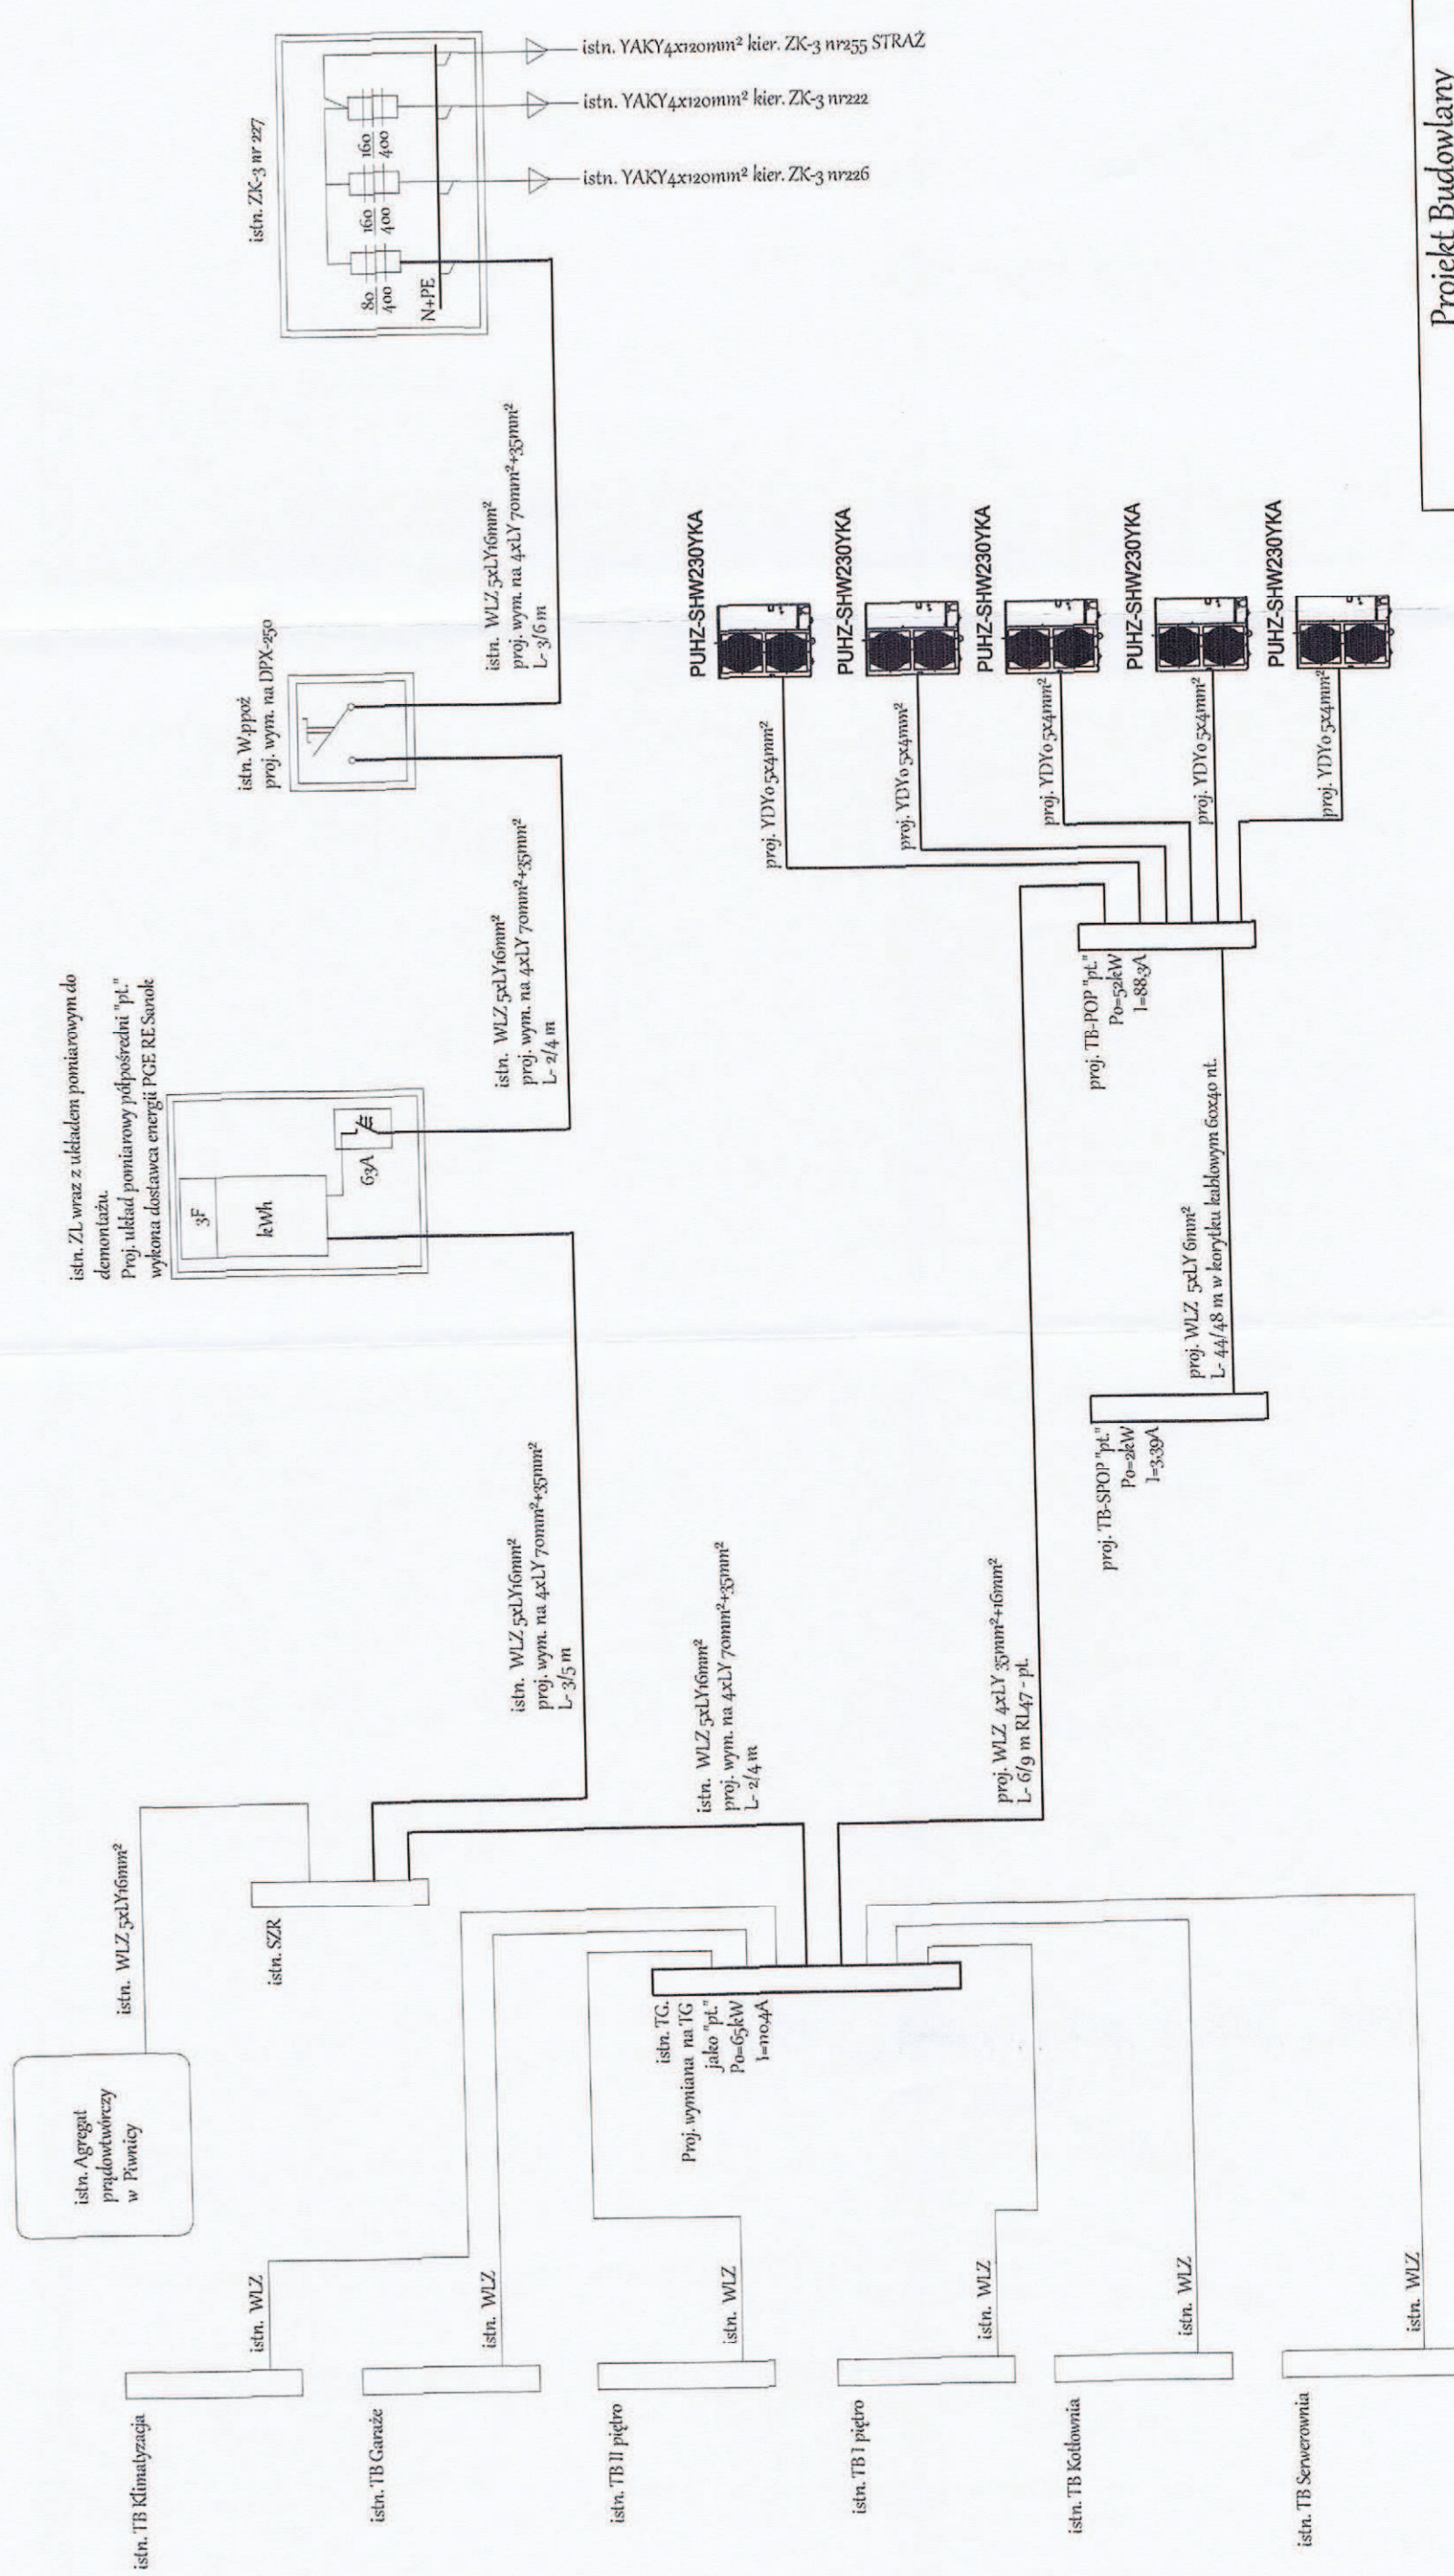 istn. ZK-3 nr 227
160
400
160
400
80
400
N+PE
istn. YAKY4x120mm² kier. ZK-3 nr255 STRAŻ
istn. YAKY4x120mm² kier. ZK-3 nr222
istn. YAKY4x120mm² kier. ZK-3 nr226
istn. WLZ 5xLY16mm²
proj. wym. na 4xLY 70mm²+35mm²
L- 3/6 m
istn. W.ppoż
proj. wym. na DPX-250
istn. WLZ 5xLY16mm²
proj. wym. na 4xLY 70mm²+35mm²
L- 2/4 m
istn. ZL wraz z układem pomiarowym do
demontażu.
Proj. układ pomiarowy półpośredni "pt."
wykona dostawca energii PGE RE Sanok
3F
kWh
63A
istn. WLZ 5xLY16mm²
proj. wym. na 4xLY 70mm²+35mm²
L- 3/5 m
istn. WLZ 5xLY16mm²
istn. SZR
istn. Agregat
prądowtwórczy
w Piwnicy
istn. WLZ 5xLY16mm²
proj. wym. na 4xLY 70mm²+35mm²
L- 2/4 m
istn. TG.
Proj. wymiana na TG
jako "pt."
Po=65kW
I=110,4A
proj. WLZ 4xLY 35mm²+16mm²
L- 6/9 m RL47 - pt.
PUHZ-SHW230YKA
PUHZ-SHW230YKA
PUHZ-SHW230YKA
PUHZ-SHW230YKA
PUHZ-SHW230YKA
proj. YDYo 5x4mm²
proj. YDYo 5x4mm²
proj. YDYo 5x4mm²
proj. YDYo 5x4mm²
proj. YDYo 5x4mm²
proj. TB-POP "pt."
Po=52kW
I=88,3A
proj. WLZ 5xLY 6mm²
L- 44/48 m w korytku kablowym 60x40 nt.
proj. TB-SPOP "pt."
Po=2kW
I=3,39A
istn. WLZ
istn. WLZ
istn. WLZ
istn. WLZ
istn. WLZ
istn. WLZ
istn. TB Klimatyzacja
istn. TB Garaże
istn. TB II piętro
istn. TB I piętro
istn. TB Kotłownia
istn. TB Serwerownia
Projekt Budowlany